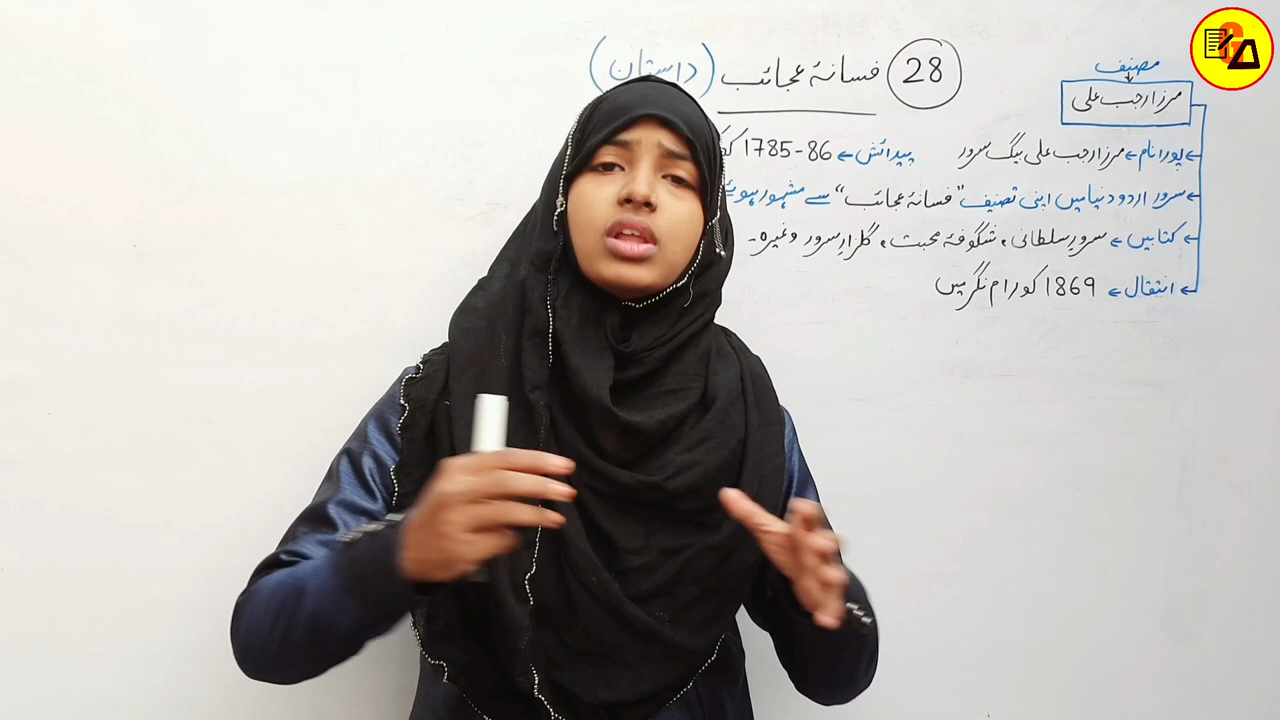 28 فسانۂ عجائب (داستان)
مصنف
مرزا رجب علی
پورا نام ← مرزا رجب علی بیگ سرور
پیدائش ← 1785-86
سرور اردو دنیا میں اپنی تصنیف "فسانۂ عجائب" سے مشہور ہوئے
کتابیں ← سرورِ سلطانی، شگوفۂ محبت، گلزارِ سرور وغیرہ۔
انتقال ← 1869 کو رام نگر میں